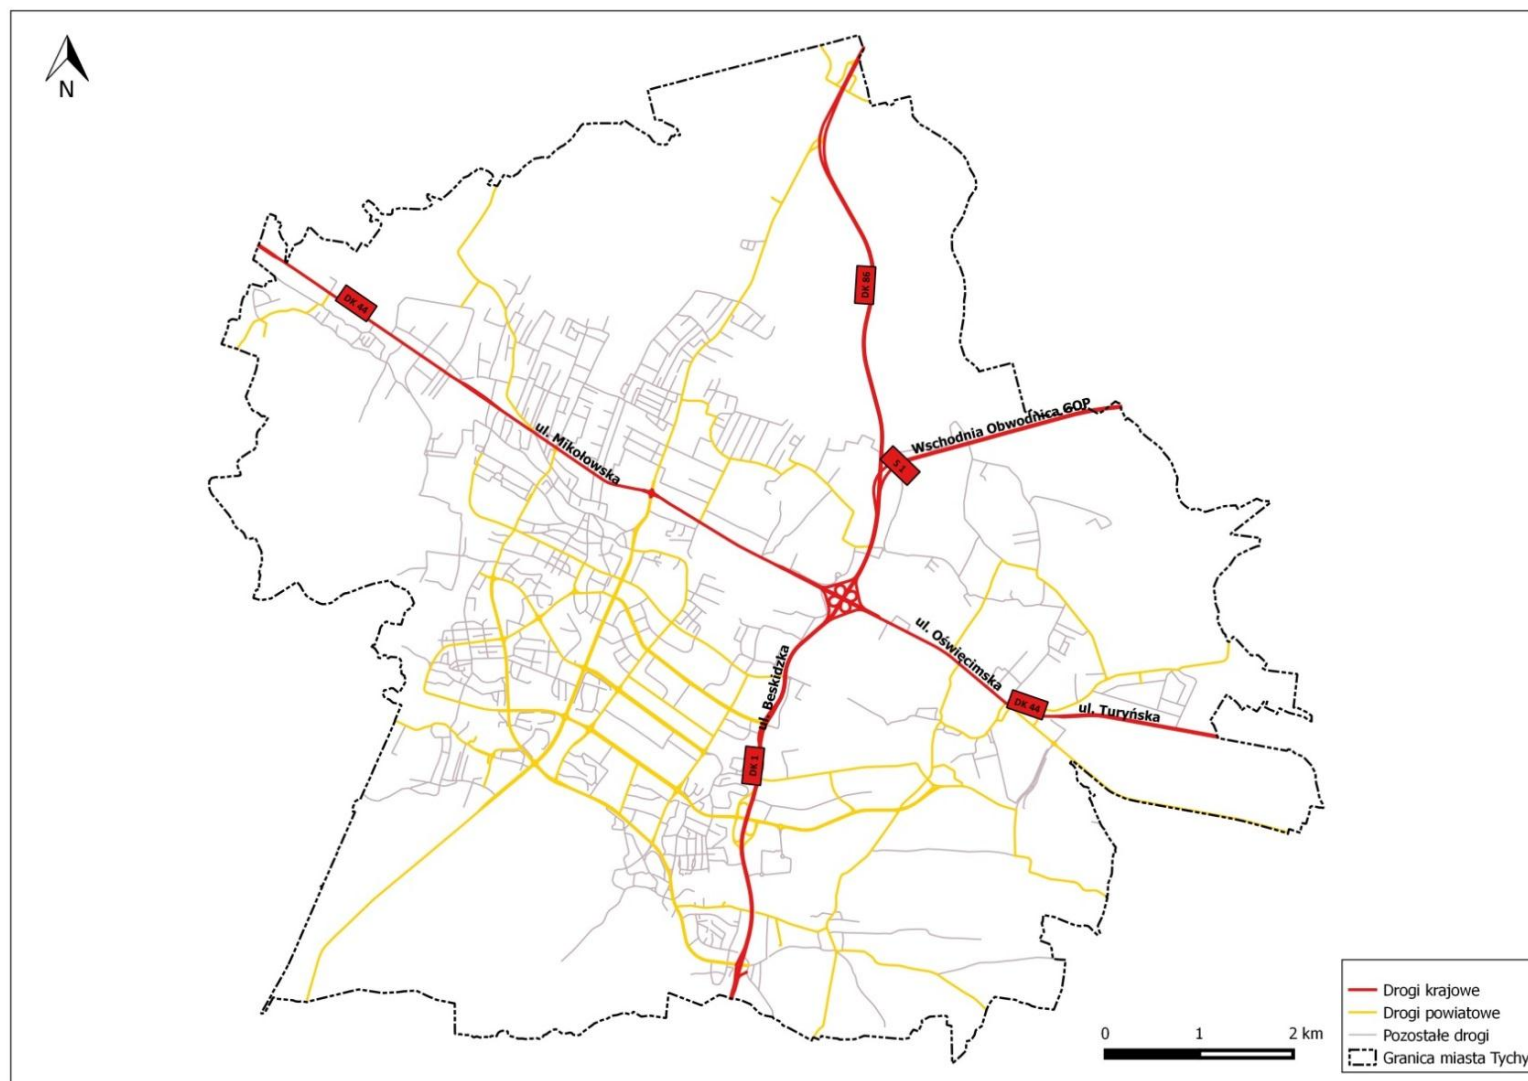 N
DK 86
DK 44
Wschodnia Obwodnica GOP
ul. Mikołowska
S 1
ul. Oświęcimska
ul. Beskidzka
DK 44
ul. Turyńska
DK 1
Drogi krajowe
0 1 2 km
Drogi powiatowe
Pozostałe drogi
Granica miasta Tychy